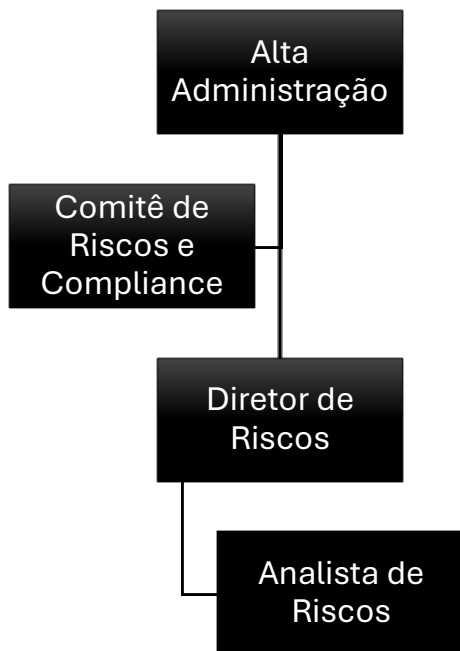 Alta
Administração
Comitê de
Riscos e
Compliance
Diretor de
Riscos
Analista de
Riscos